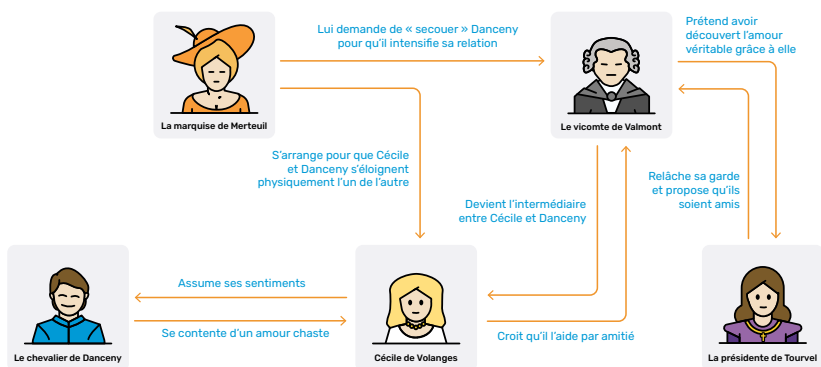 Lui demande de « secouer » Danceny
pour qu'il intensifie sa relation
Prétend avoir
découvert l'amour
véritable grâce à elle
La marquise de Merteuil
Le vicomte de Valmont
S'arrange pour que Cécile
et Danceny s'éloignent
physiquement l'un de l'autre
Devient l'intermédiaire
entre Cécile et Danceny
Relâche sa garde
et propose qu'ils
soient amis
Assume ses sentiments
Se contente d'un amour chaste
Croit qu'il l'aide par amitié
Le chevalier de Danceny
Cécile de Volanges
La présidente de Tourvel